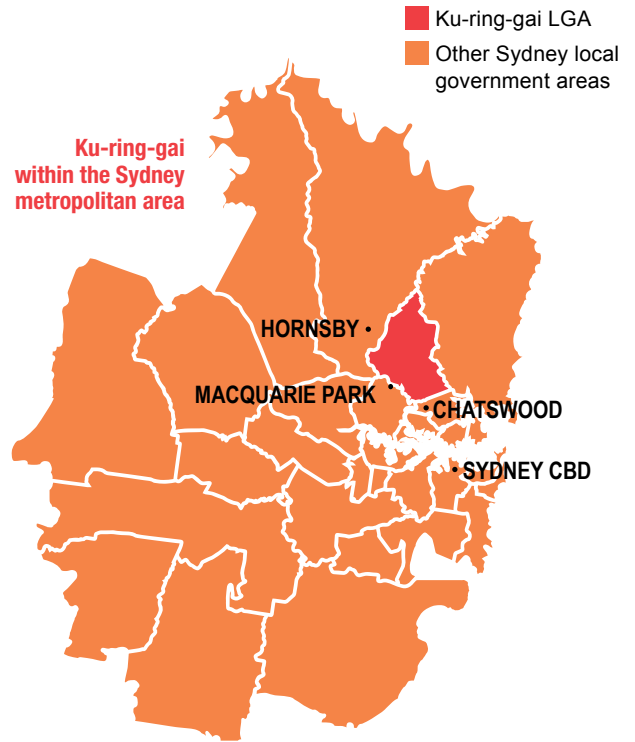 Ku-ring-gai LGA
Other Sydney local
government areas
Ku-ring-gai
within the Sydney
metropolitan area
HORNSBY
MACQUARIE PARK
CHATSWOOD
SYDNEY CBD